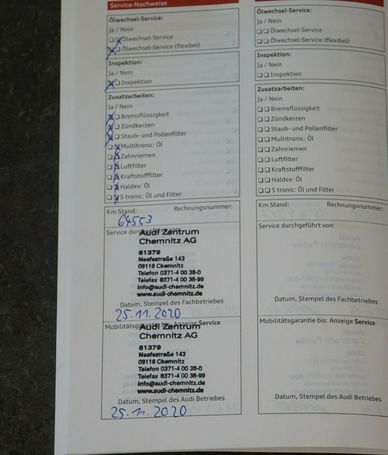 Service-Nachweise
Ölwechsel-Service:
Ja / Nein
Ölwechsel-Service
Ölwechsel-Service (flexibel)
Inspektion:
Ja / Nein
Inspektion
Zusatzarbeiten:
Ja / Nein
Bremsflüssigkeit
Zündkerzen
Staub- und Pollenfilter
Multitronic: Öl
Zahnriemen
Luftfilter
Kraftstofffilter
Haldex: Öl
S tronic: Öl und Filter
Km Stand: Rechnungsnummer:
64553
Service durchgeführt von:
Audi Zentrum
Chemnitz AG
81379
Neefestraße 143
09116 Chemnitz
Telefon 0371-4 00 38-0
Telefax 0371-4 00 38-99
info@audi-chemnitz.de
www.audi-chemnitz.de
Datum, Stempel des Fachbetriebes
25.11.2020
Mobilitätsgarantie bis: Anzeige Service
Audi Zentrum
Chemnitz AG
81379
Neefestraße 143
09116 Chemnitz
Telefon 0371-4 00 38-0
Telefax 0371-4 00 38-99
info@audi-chemnitz.de
www.audi-chemnitz.de
Datum, Stempel des Audi Betriebes
25.11.2020
Ölwechsel-Service:
Ja / Nein
Ölwechsel-Service
Ölwechsel-Service (flexibel)
Inspektion:
Ja / Nein
Inspektion
Zusatzarbeiten:
Ja / Nein
Bremsflüssigkeit
Zündkerzen
Staub- und Pollenfilter
Multitronic: Öl
Zahnriemen
Luftfilter
Kraftstofffilter
Haldex: Öl
S tronic: Öl und Filter
Km Stand: Rechnungsnummer:
Service durchgeführt von:
Datum, Stempel des Fachbetriebes
Mobilitätsgarantie bis: Anzeige Service
Datum, Stempel des Audi Betriebes